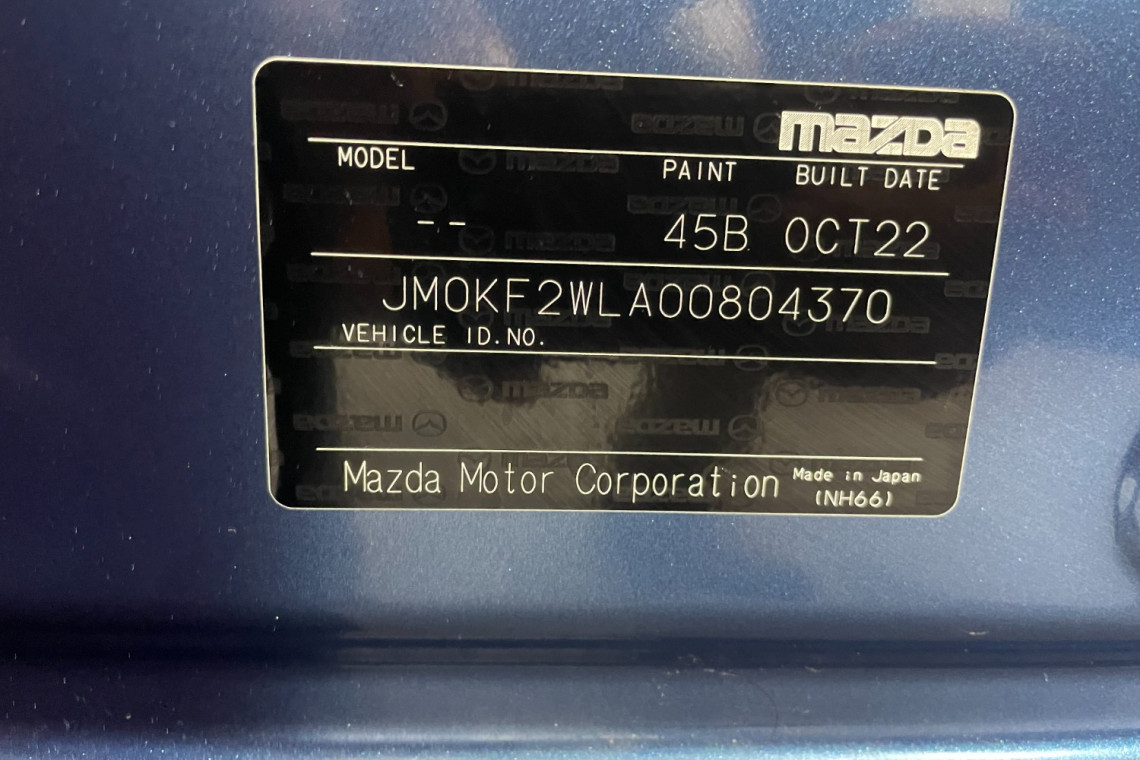 mazda
MODEL PAINT BUILT DATE
-- 45B OCT22
JM0KF2WLA00804370
VEHICLE ID.NO.
Mazda Motor Corporation Made in Japan
(NH66)